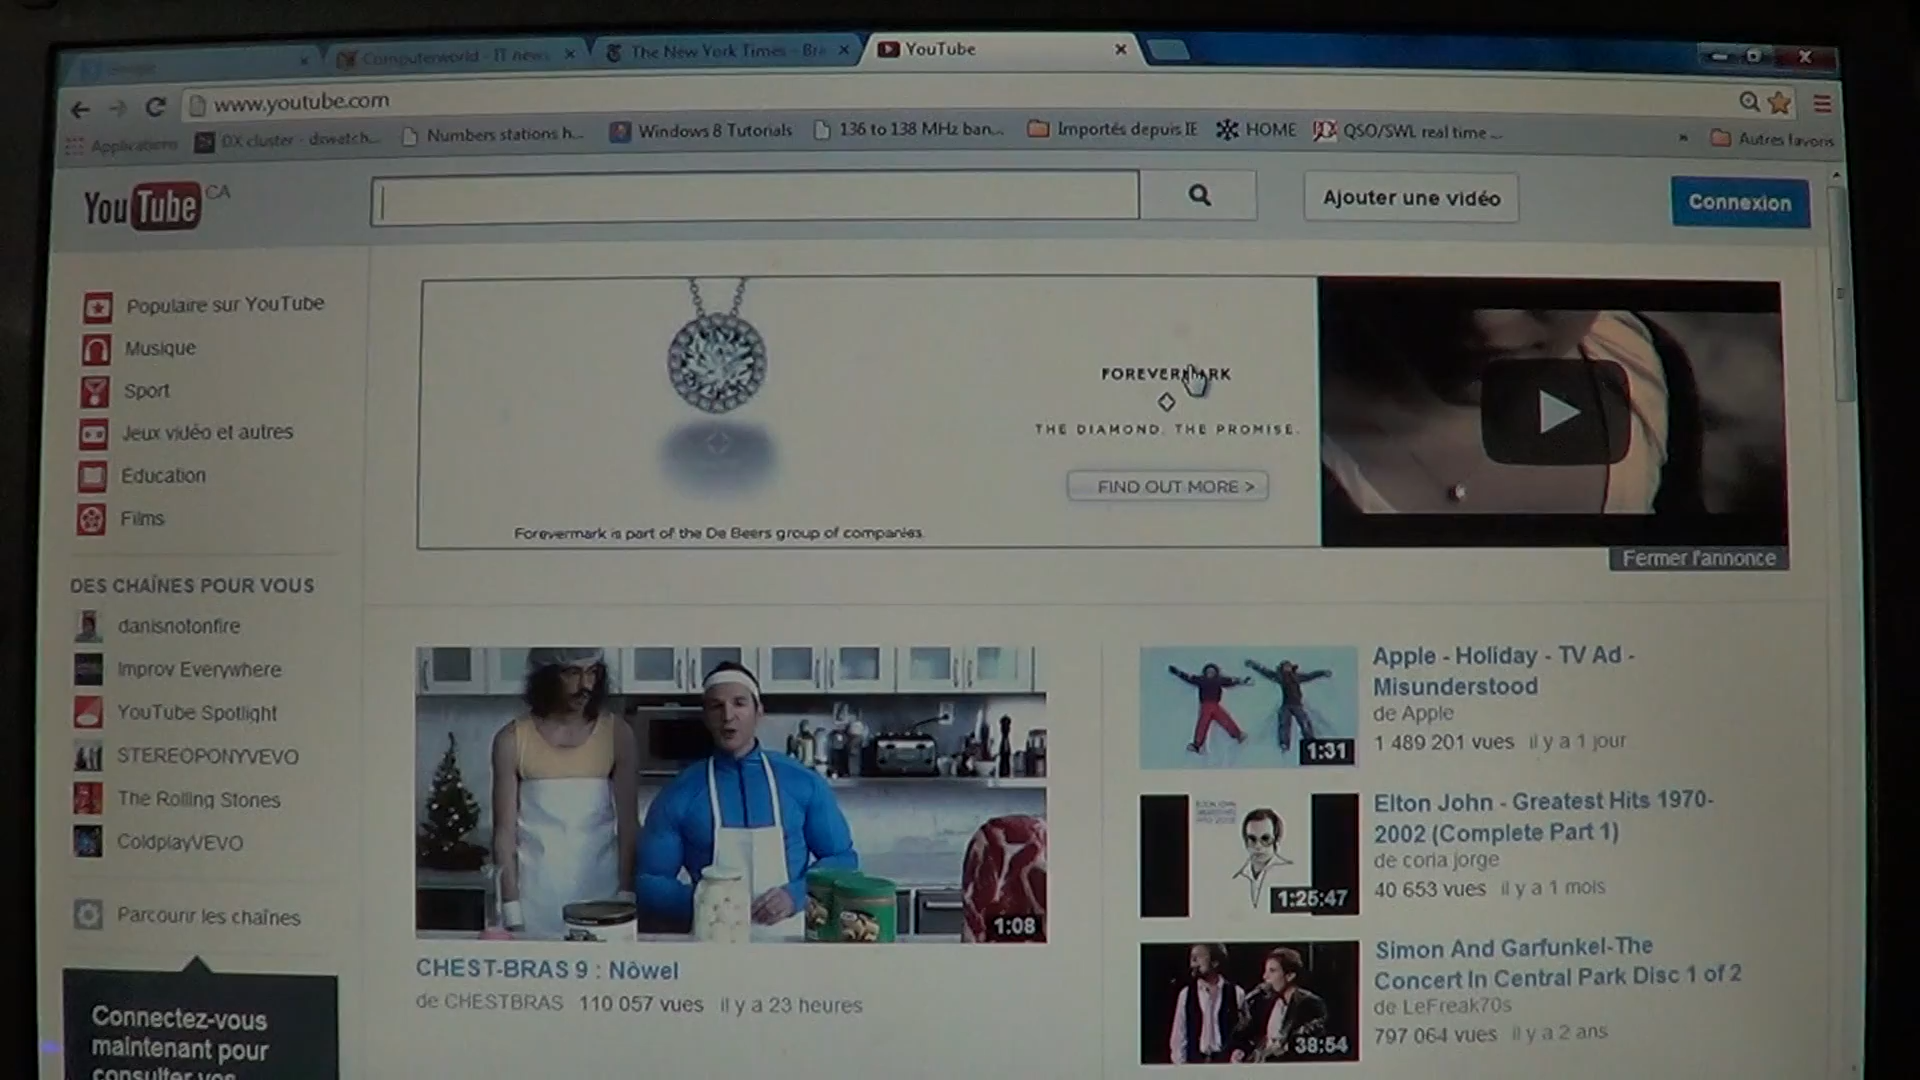 Google
Computerworld - IT news
The New York Times - Bre
YouTube
www.youtube.com
Applications
DX cluster - dxwatch...
Numbers stations h...
Windows 8 Tutorials
136 to 138 MHz ban...
Importés depuis IE
HOME
QSO/SWL real time ...
»
Autres favoris
YouTube CA
Ajouter une vidéo
Connexion
Populaire sur YouTube
Musique
Sport
Jeux vidéo et autres
Éducation
Films
DES CHAÎNES POUR VOUS
danisnotonfire
Improv Everywhere
YouTube Spotlight
STEREOPONYVEVO
The Rolling Stones
ColdplayVEVO
Parcourir les chaînes
Connectez-vous
maintenant pour
consulter vos
FOREVERMARK
THE DIAMOND. THE PROMISE.
FIND OUT MORE >
Forevermark is part of the De Beers group of companies.
Fermer l'annonce
1:08
CHEST-BRAS 9 : Nôwel
de CHESTBRAS 110 057 vues il y a 23 heures
1:31
Apple - Holiday - TV Ad -
Misunderstood
de Apple
1 489 201 vues il y a 1 jour
1:25:47
Elton John - Greatest Hits 1970-
2002 (Complete Part 1)
de coria jorge
40 653 vues il y a 1 mois
38:54
Simon And Garfunkel-The
Concert In Central Park Disc 1 of 2
de LeFreak70s
797 064 vues il y a 2 ans